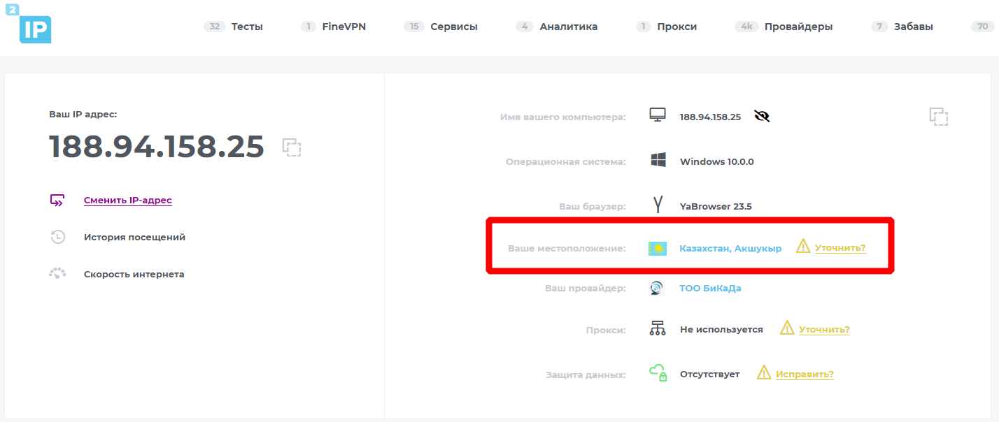 2
IP
32 Тесты 1 FineVPN 15 Сервисы 4 Аналитика 1 Прокси 4k Провайдеры 7 Забавы 70
Ваш IP адрес:
188.94.158.25
Сменить IP-адрес
История посещений
Скорость интернета
Имя вашего компьютера: 188.94.158.25
Операционная система: Windows 10.0.0
Ваш браузер: YaBrowser 23.5
Ваше местоположение: Казахстан, Акшукыр Уточнить?
Ваш провайдер: ТОО БиКаДа
Прокси: Не используется Уточнить?
Защита данных: Отсутствует Исправить?